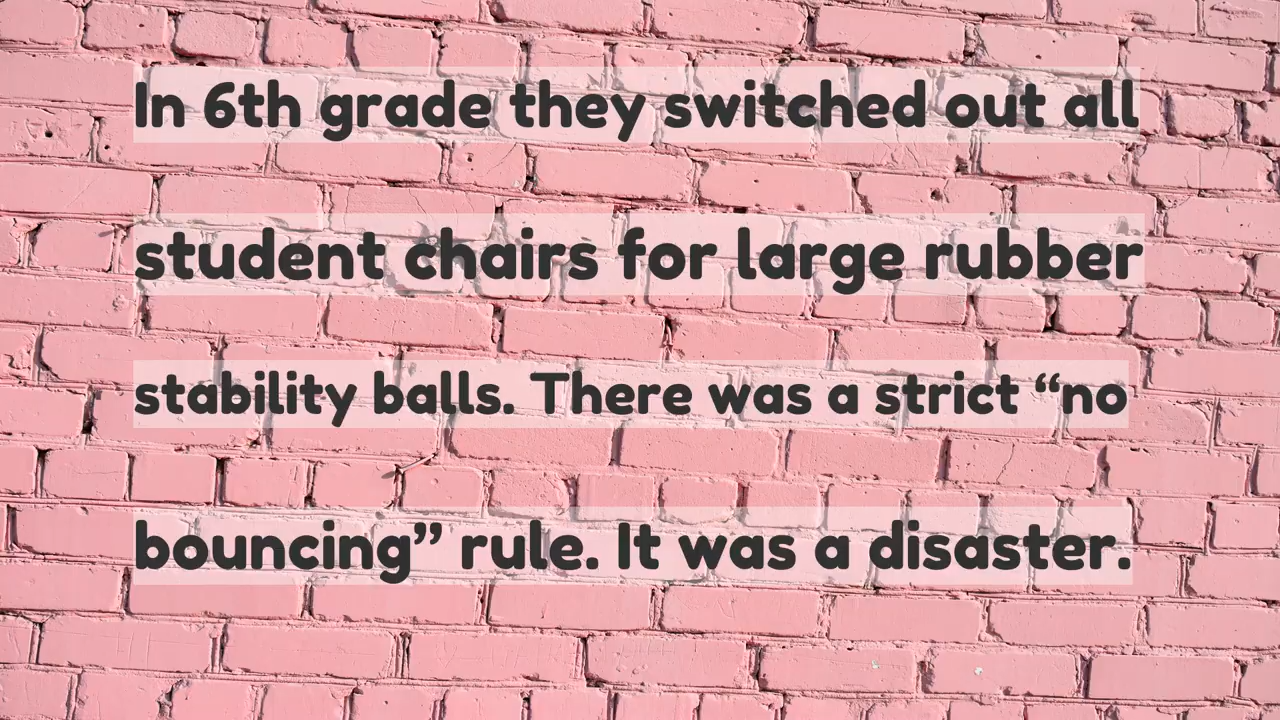 In 6th grade they switched out all
student chairs for large rubber
stability balls. There was a strict “no
bouncing” rule. It was a disaster.